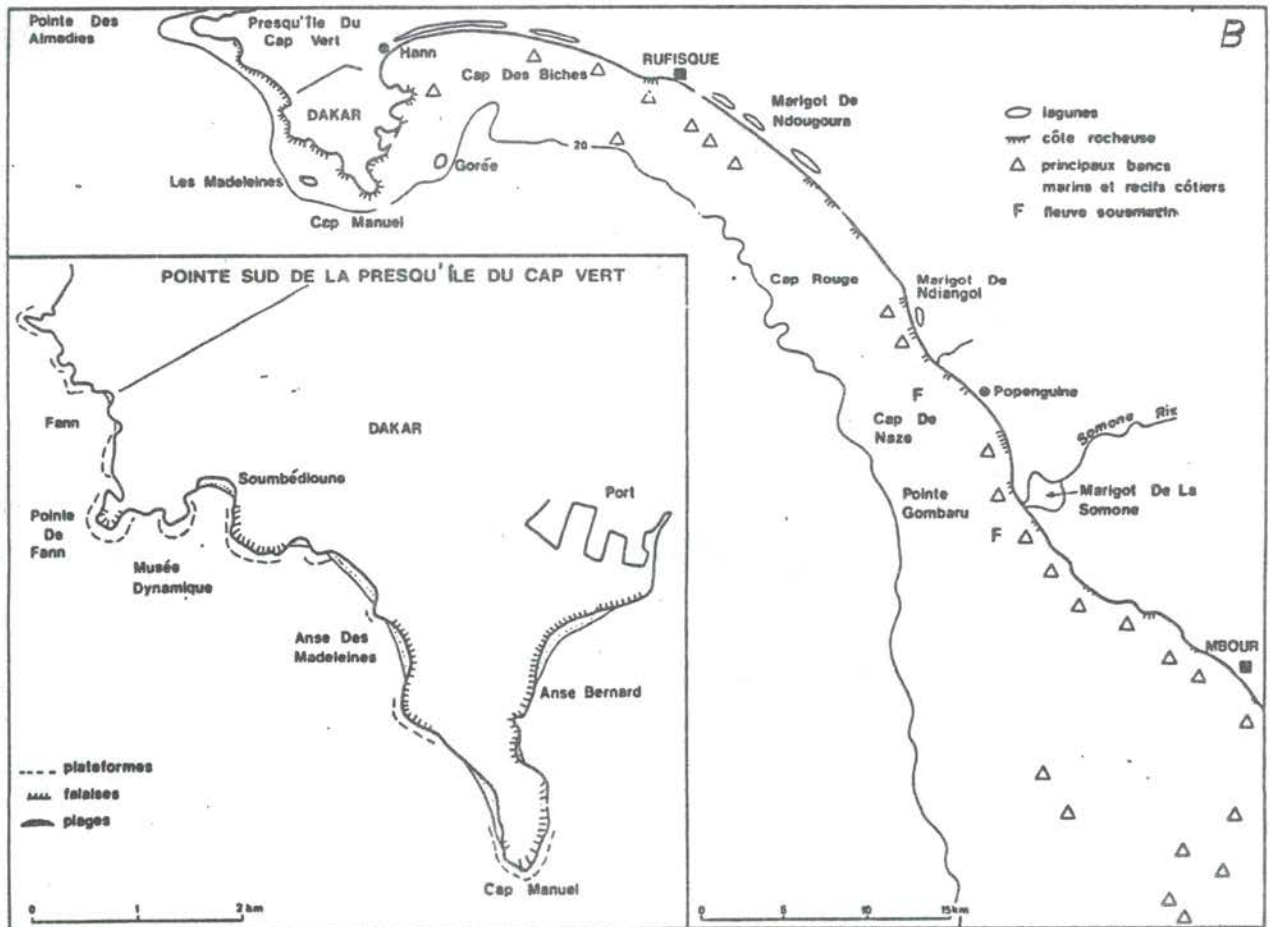 Pointe Des
Almadies
Presqu'Île Du
Cap Vert
Hann
B
RUFISQUE
Cap Des Biches
DAKAR
Marigot De
Ndougoura
lagunes
côte rocheuse
principaux bancs
marins et recifs côtiers
F fleuve sousmarin
20
Gorée
Les Madeleines
Cap Manuel
Cap Rouge
Marigot De
Ndiangol
F
Popenguine
Cap De
Naze
Somone Riv
Pointe
Gombaru
Marigot De La
Somone
F
MBOUR
0 5 10 15km
POINTE SUD DE LA PRESQU'ÎLE DU CAP VERT
Fann
DAKAR
Soumbédioune
Port
Pointe
De
Fann
Musée
Dynamique
Anse Des
Madeleines
Anse Bernard
plateformes
falaises
plages
Cap Manuel
0 1 2 km